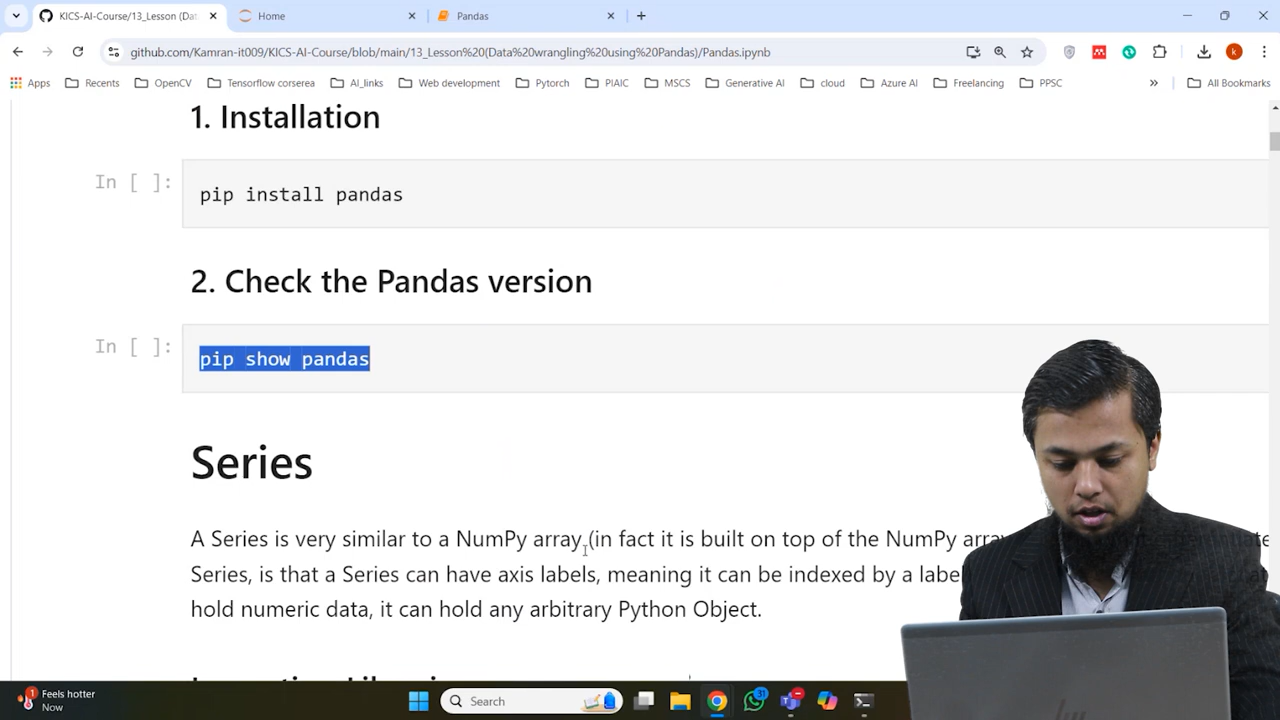 KICS-AI-Course/13_Lesson (Dat
Home
Pandas
github.com/Kamran-it009/KICS-AI-Course/blob/main/13_Lesson%20(Data%20wrangling%20using%20Pandas)/Pandas.ipynb
k
Apps Recents OpenCV Tensorflow corserea AI_links Web development Pytorch PIAIC MSCS Generative AI cloud Azure AI Freelancing PPSC » All Bookmarks
1. Installation
In [ ]: pip install pandas
2. Check the Pandas version
In [ ]: pip show pandas
Series
A Series is very similar to a NumPy array (in fact it is built on top of the NumPy array
Series, is that a Series can have axis labels, meaning it can be indexed by a label
hold numeric data, it can hold any arbitrary Python Object.
1 Feels hotter
Now
Search
31